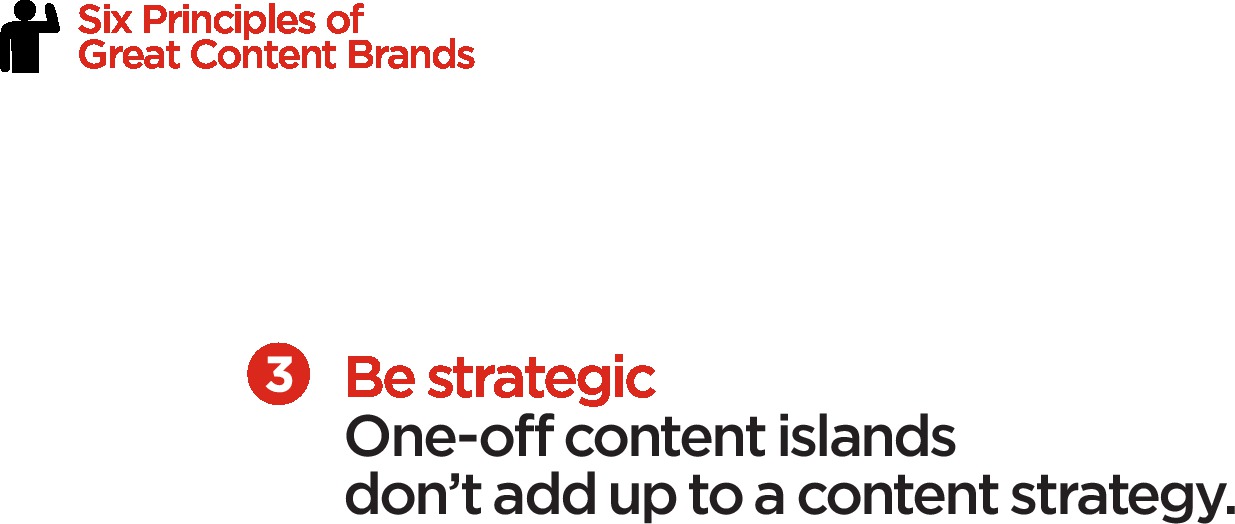 Six Principles of
Great Content Brands
3 Be strategic
One-off content islands
don’t add up to a content strategy.